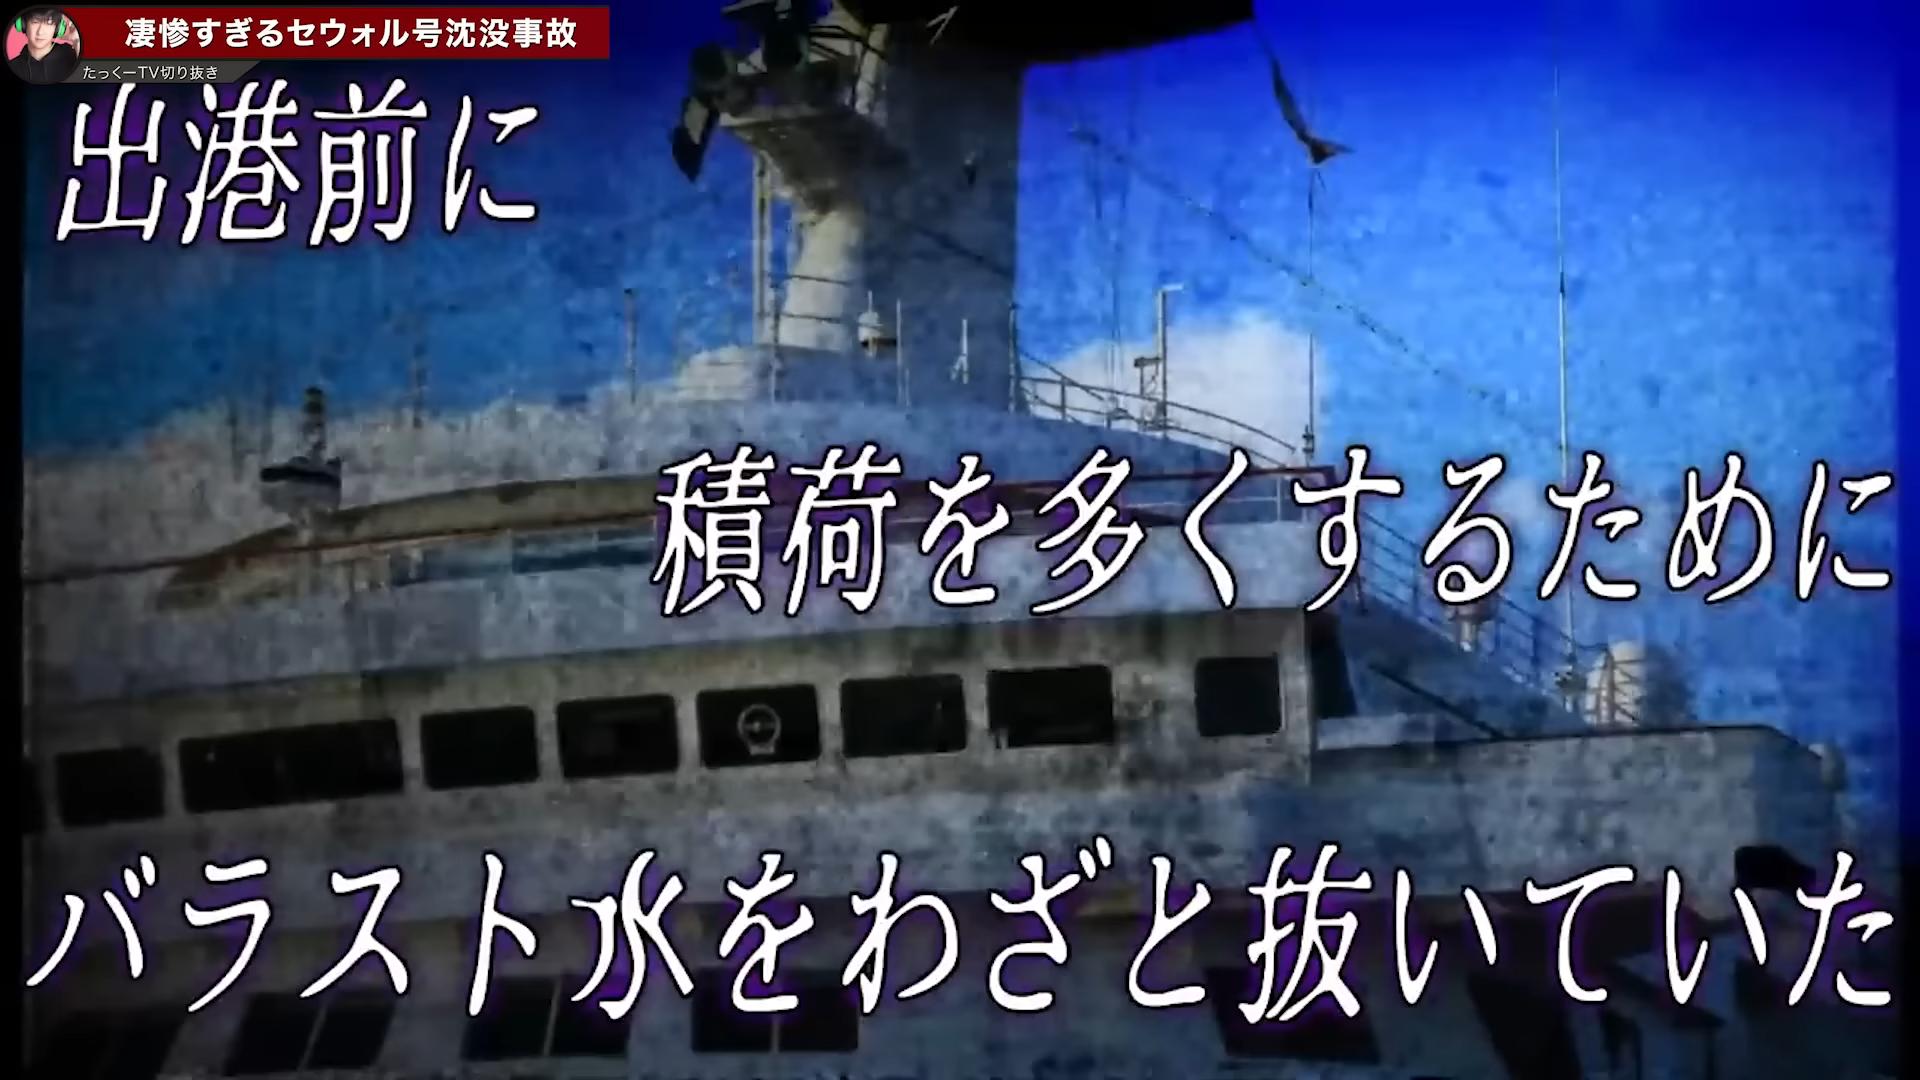 凄惨すぎるセウォル号沈没事故
たっくーTV切り抜き
出港前に
積荷を多くするために
バラスト水をわざと抜いていた